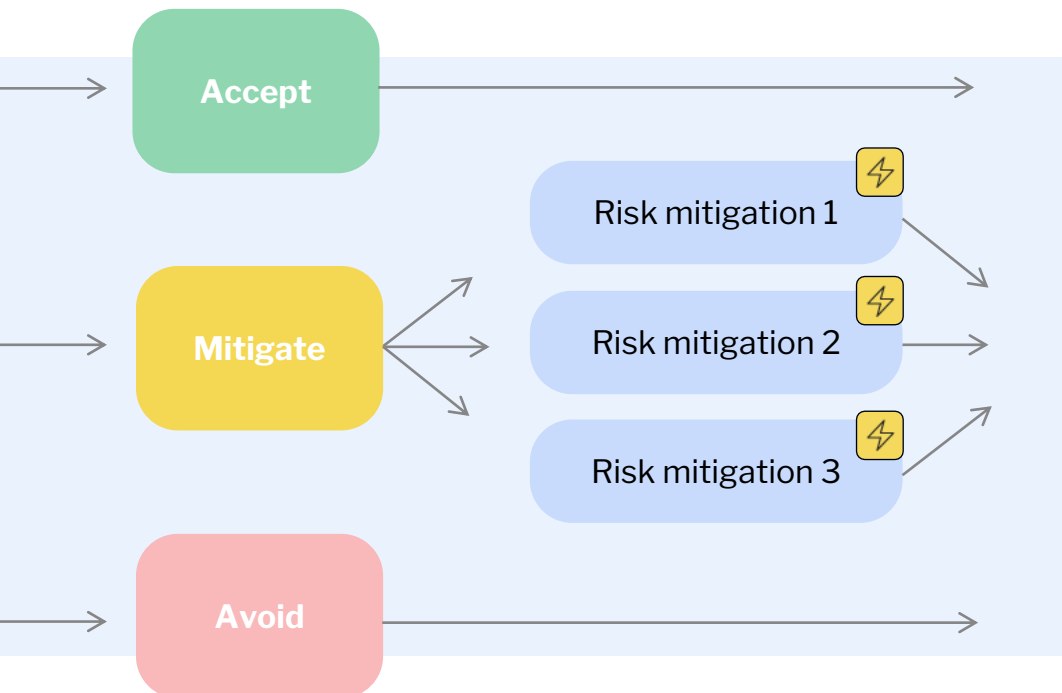 Accept
Risk mitigation 1
Mitigate
Risk mitigation 2
Risk mitigation 3
Avoid